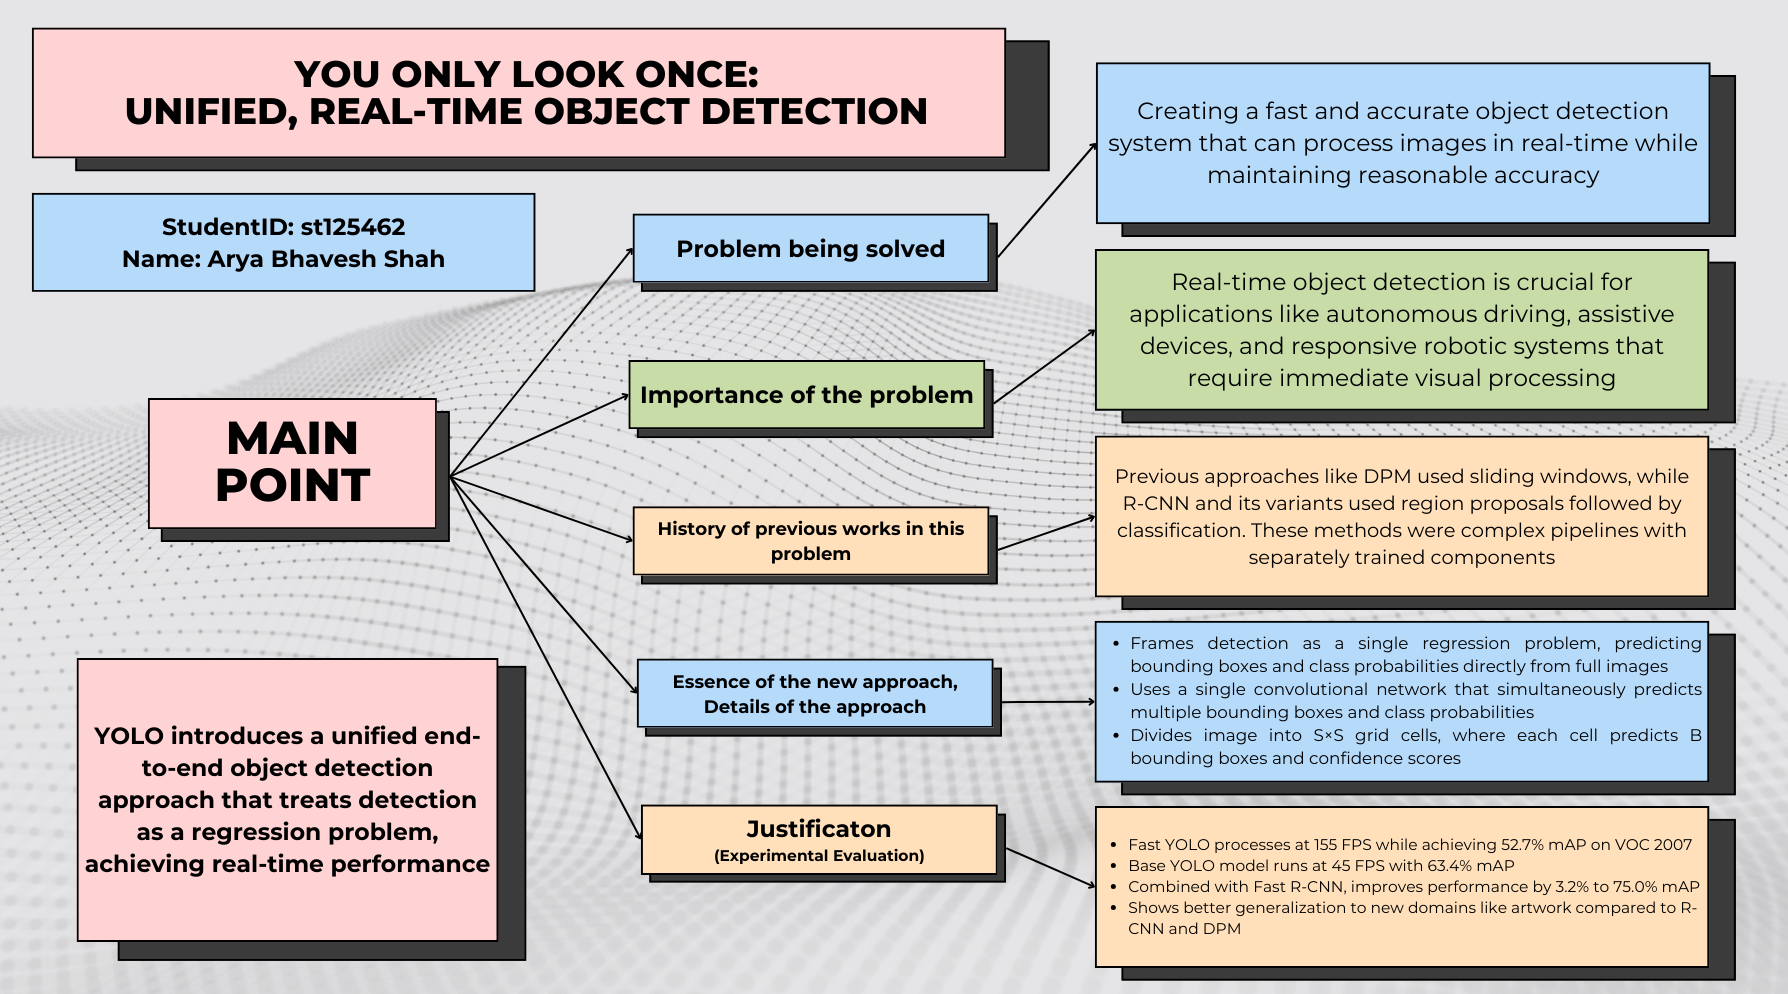 YOU ONLY LOOK ONCE:
UNIFIED, REAL-TIME OBJECT DETECTION
StudentID: st125462
Name: Arya Bhavesh Shah
MAIN
POINT
YOLO introduces a unified end-
to-end object detection
approach that treats detection
as a regression problem,
achieving real-time performance
Problem being solved
Creating a fast and accurate object detection
system that can process images in real-time while
maintaining reasonable accuracy
Importance of the problem
Real-time object detection is crucial for
applications like autonomous driving, assistive
devices, and responsive robotic systems that
require immediate visual processing
History of previous works in this
problem
Previous approaches like DPM used sliding windows, while
R-CNN and its variants used region proposals followed by
classification. These methods were complex pipelines with
separately trained components
Essence of the new approach,
Details of the approach
• Frames detection as a single regression problem, predicting
bounding boxes and class probabilities directly from full images
• Uses a single convolutional network that simultaneously predicts
multiple bounding boxes and class probabilities
• Divides image into S×S grid cells, where each cell predicts B
bounding boxes and confidence scores
Justificaton
(Experimental Evaluation)
• Fast YOLO processes at 155 FPS while achieving 52.7% mAP on VOC 2007
• Base YOLO model runs at 45 FPS with 63.4% mAP
• Combined with Fast R-CNN, improves performance by 3.2% to 75.0% mAP
• Shows better generalization to new domains like artwork compared to R-
CNN and DPM